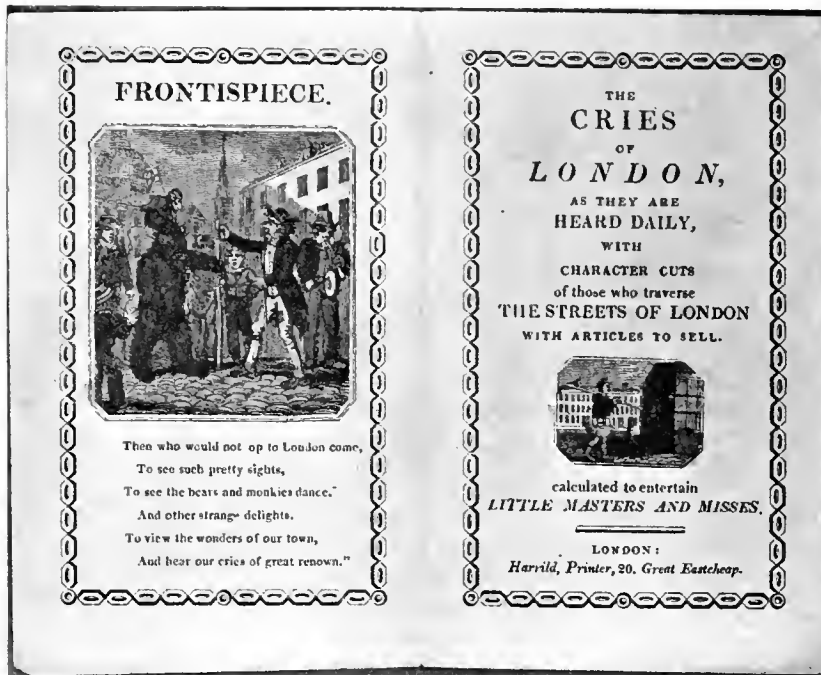 FRONTISPIECE.
Then who would not op to London come,
To see such pretty sights,
To see the bears and monkies dance."
And other strange delights.
To view the wonders of our town,
And hear our cries of great renown."
THE
CRIES
OF
LONDON,
AS THEY ARE
HEARD DAILY,
WITH
CHARACTER CUTS
of those who traverse
THE STREETS OF LONDON
WITH ARTICLES TO SELL.
calculated to entertain
LITTLE MASTERS AND MISSES.
LONDON:
Harrild, Printer, 20, Great Eastcheap.